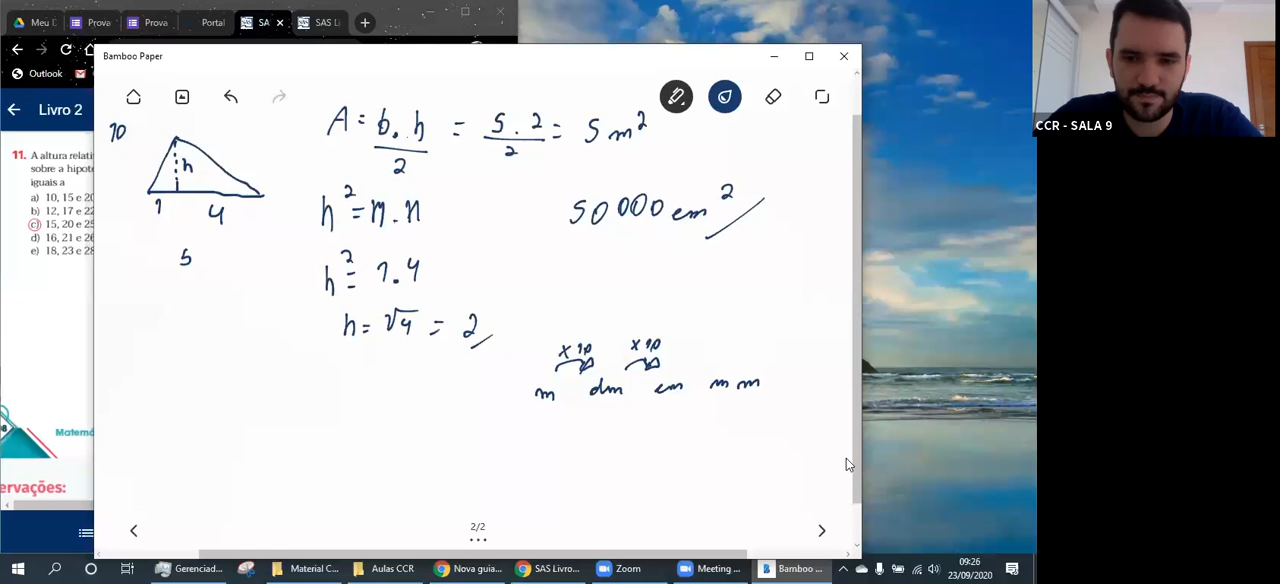 Meu D
Prova
Prova
Portal
SA
SAS Li
Outlook
Bamboo Paper
Livro 2
11. A altura relati
sobre a hipote
iguais a
a) 10, 15 e 20
b) 12, 17 e 22
c) 15, 20 e 25
d) 16, 21 e 26
e) 18, 23 e 28
Matemá
ervações:
10
h
1 4
5
A = b . h / 2 = 5 . 2 / 2 = 5 m²
h² = m . n
50000 cm²
h² = 1 . 4
h = √4 = 2
x 10 x 10
m dm cm mm
2/2
CCR - SALA 9
Gerenciad...
Material C...
Aulas CCR
Nova guia...
SAS Livro...
Zoom
Meeting ...
Bamboo ...
09:26
23/09/2020